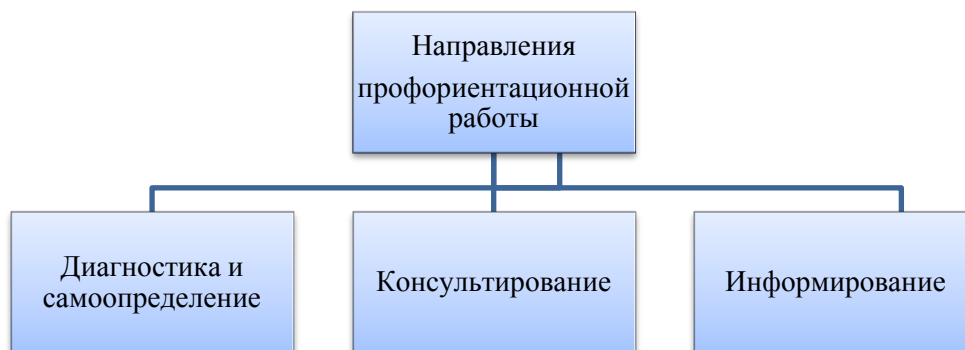 Направления
профориентационной
работы
Диагностика и
самоопределение
Консультирование
Информирование